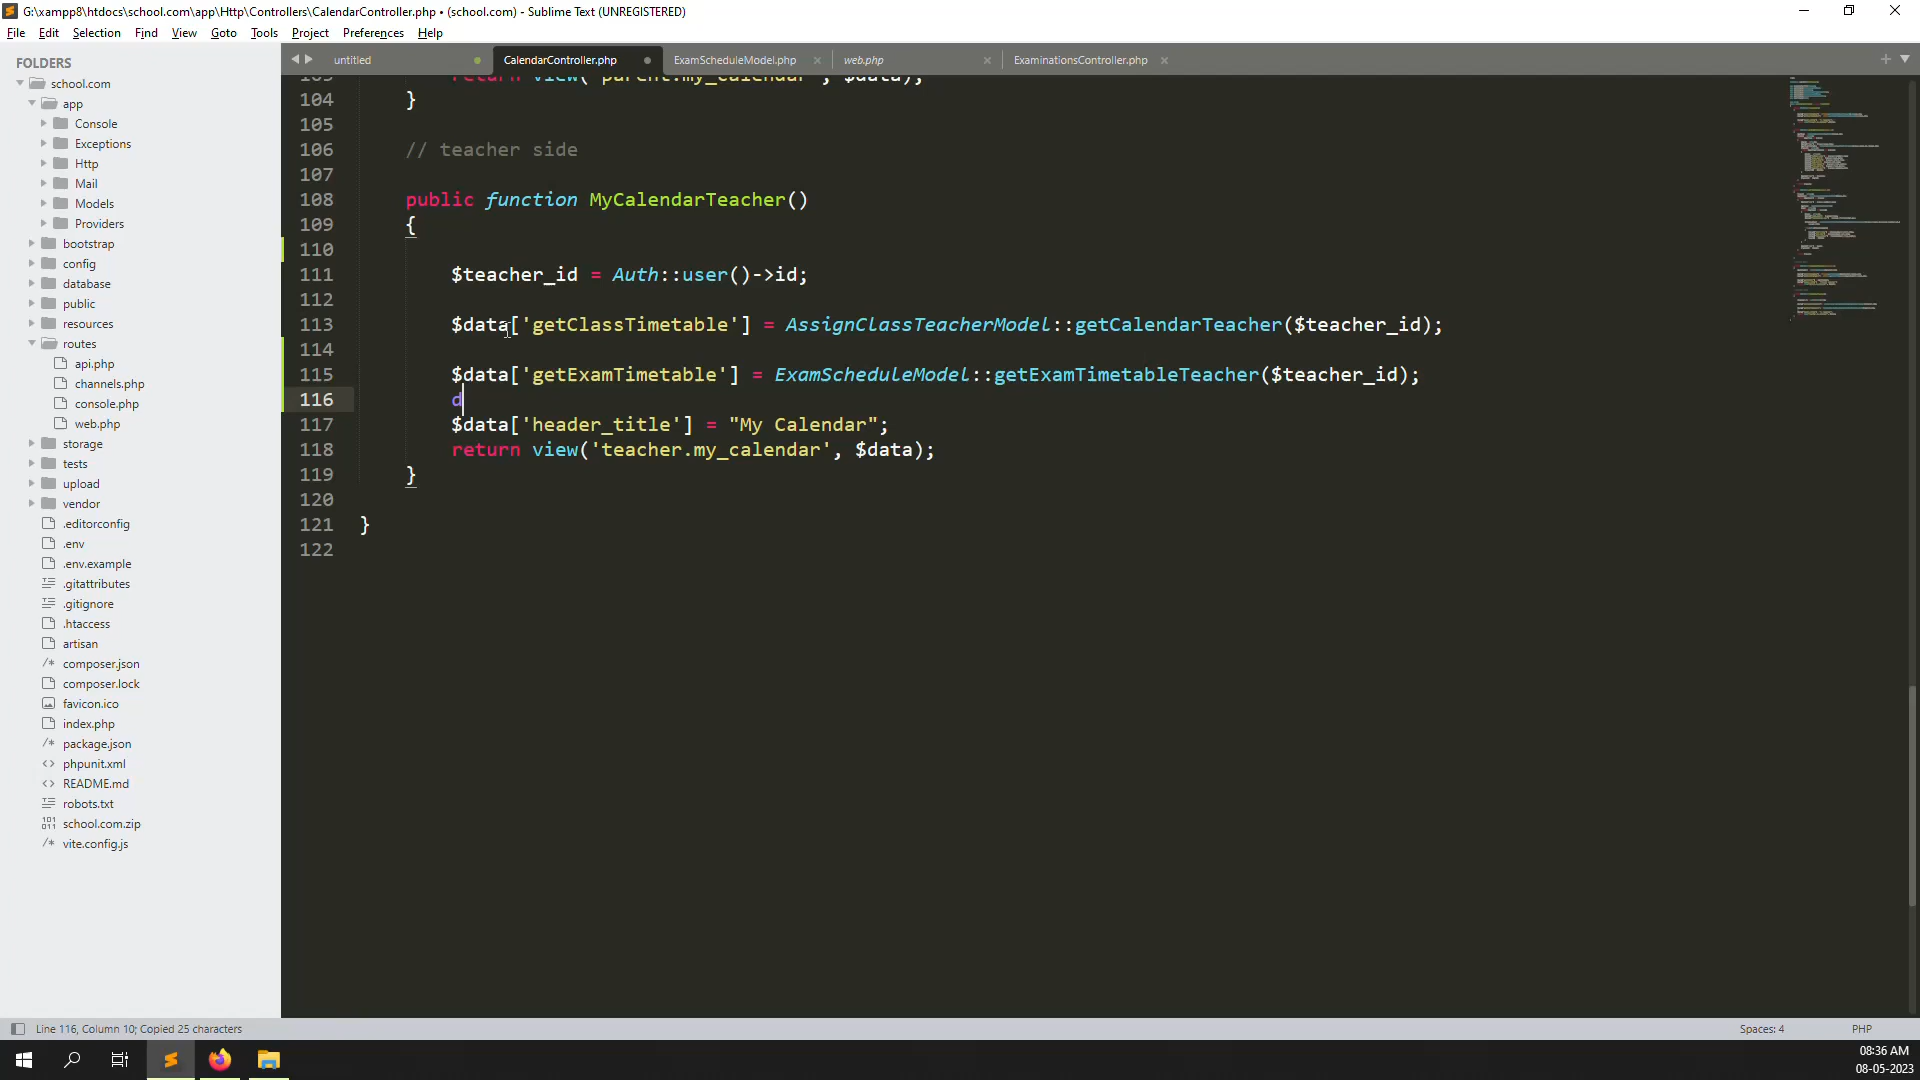 G:\xampp8\htdocs\school.com\app\Http\Controllers\CalendarController.php • (school.com) - Sublime Text (UNREGISTERED)
File Edit Selection Find View Goto Tools Project Preferences Help
FOLDERS
school.com
app
Console
Exceptions
Http
Mail
Models
Providers
bootstrap
config
database
public
resources
routes
api.php
channels.php
console.php
web.php
storage
tests
upload
vendor
.editorconfig
.env
.env.example
.gitattributes
.gitignore
.htaccess
artisan
composer.json
composer.lock
favicon.ico
index.php
package.json
phpunit.xml
README.md
robots.txt
school.com.zip
vite.config.js
untitled CalendarController.php ExamScheduleModel.php web.php ExaminationsController.php
103 return view('parent.my_calendar', $data);
104 }
105
106 // teacher side
107
108 public function MyCalendarTeacher()
109 {
110
111 $teacher_id = Auth::user()->id;
112
113 $data['getClassTimetable'] = AssignClassTeacherModel::getCalendarTeacher($teacher_id);
114
115 $data['getExamTimetable'] = ExamScheduleModel::getExamTimetableTeacher($teacher_id);
116 d
117 $data['header_title'] = "My Calendar";
118 return view('teacher.my_calendar', $data);
119 }
120
121 }
122
Line 116, Column 10; Copied 25 characters
Spaces: 4 PHP
08:36 AM
08-05-2023